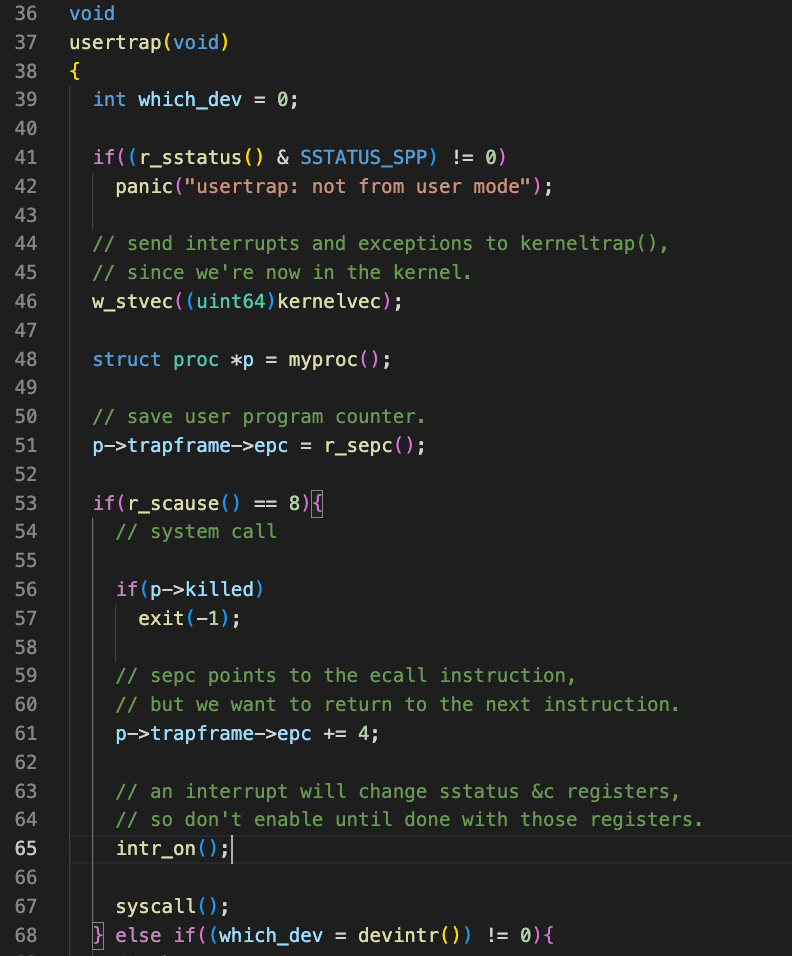 36 void
37 usertrap(void)
38 {
39   int which_dev = 0;
40
41   if((r_sstatus() & SSTATUS_SPP) != 0)
42     panic("usertrap: not from user mode");
43
44   // send interrupts and exceptions to kerneltrap(),
45   // since we're now in the kernel.
46   w_stvec((uint64)kernelvec);
47
48   struct proc *p = myproc();
49
50   // save user program counter.
51   p->trapframe->epc = r_sepc();
52
53   if(r_scause() == 8){
54     // system call
55
56     if(p->killed)
57       exit(-1);
58
59     // sepc points to the ecall instruction,
60     // but we want to return to the next instruction.
61     p->trapframe->epc += 4;
62
63     // an interrupt will change sstatus &c registers,
64     // so don't enable until done with those registers.
65     intr_on();
66
67     syscall();
68   } else if((which_dev = devintr()) != 0){